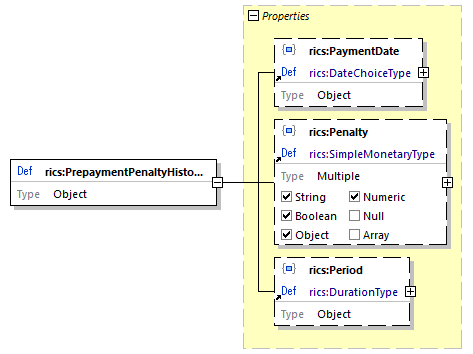 Properties
rics:PaymentDate
Def rics:DateChoiceType
Type Object
rics:Penalty
Def rics:SimpleMonetaryType
Type Multiple
String Numeric
Boolean Null
Object Array
Def rics:PrepaymentPenaltyHisto...
Type Object
rics:Period
Def rics:DurationType
Type Object